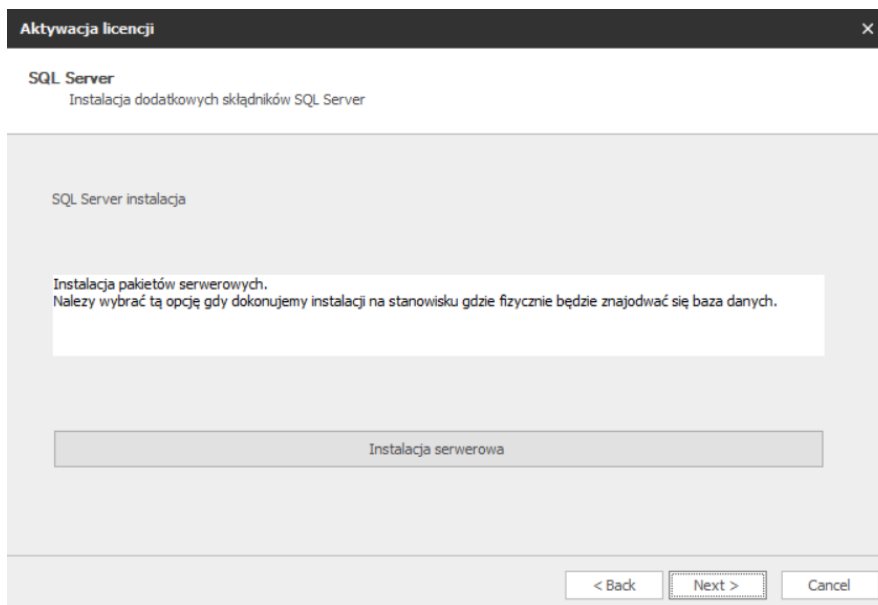 Aktywacja licencji
SQL Server
Instalacja dodatkowych skłądników SQL Server
SQL Server instalacja
Instalacja pakietów serwerowych.
Nalezy wybrać tą opcję gdy dokonujemy instalacji na stanowisku gdzie fizycznie będzie znajodwać się baza danych.
Instalacja serwerowa
< Back
Next >
Cancel